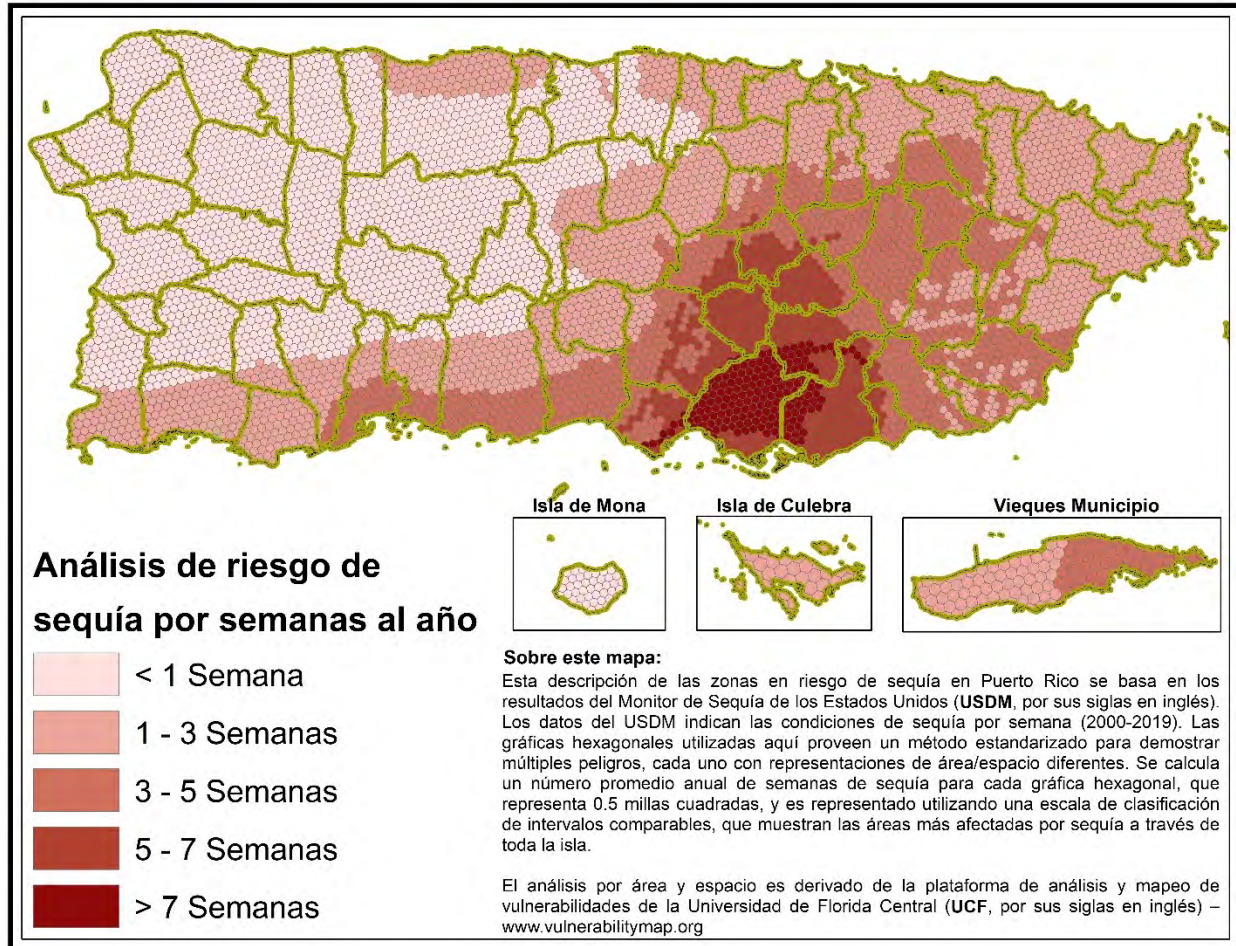 Isla de Mona
Isla de Culebra
Vieques Municipio
Análisis de riesgo de
sequía por semanas al año
< 1 Semana
1 - 3 Semanas
3 - 5 Semanas
5 - 7 Semanas
> 7 Semanas
Sobre este mapa:
Esta descripción de las zonas en riesgo de sequía en Puerto Rico se basa en los
resultados del Monitor de Sequía de los Estados Unidos (USDM, por sus siglas en inglés).
Los datos del USDM indican las condiciones de sequía por semana (2000-2019). Las
gráficas hexagonales utilizadas aquí proveen un método estandarizado para demostrar
múltiples peligros, cada uno con representaciones de área/espacio diferentes. Se calcula
un número promedio anual de semanas de sequía para cada gráfica hexagonal, que
representa 0.5 millas cuadradas, y es representado utilizando una escala de clasificación
de intervalos comparables, que muestran las áreas más afectadas por sequía a través de
toda la isla.
El análisis por área y espacio es derivado de la plataforma de análisis y mapeo de
vulnerabilidades de la Universidad de Florida Central (UCF, por sus siglas en inglés) –
www.vulnerabilitymap.org